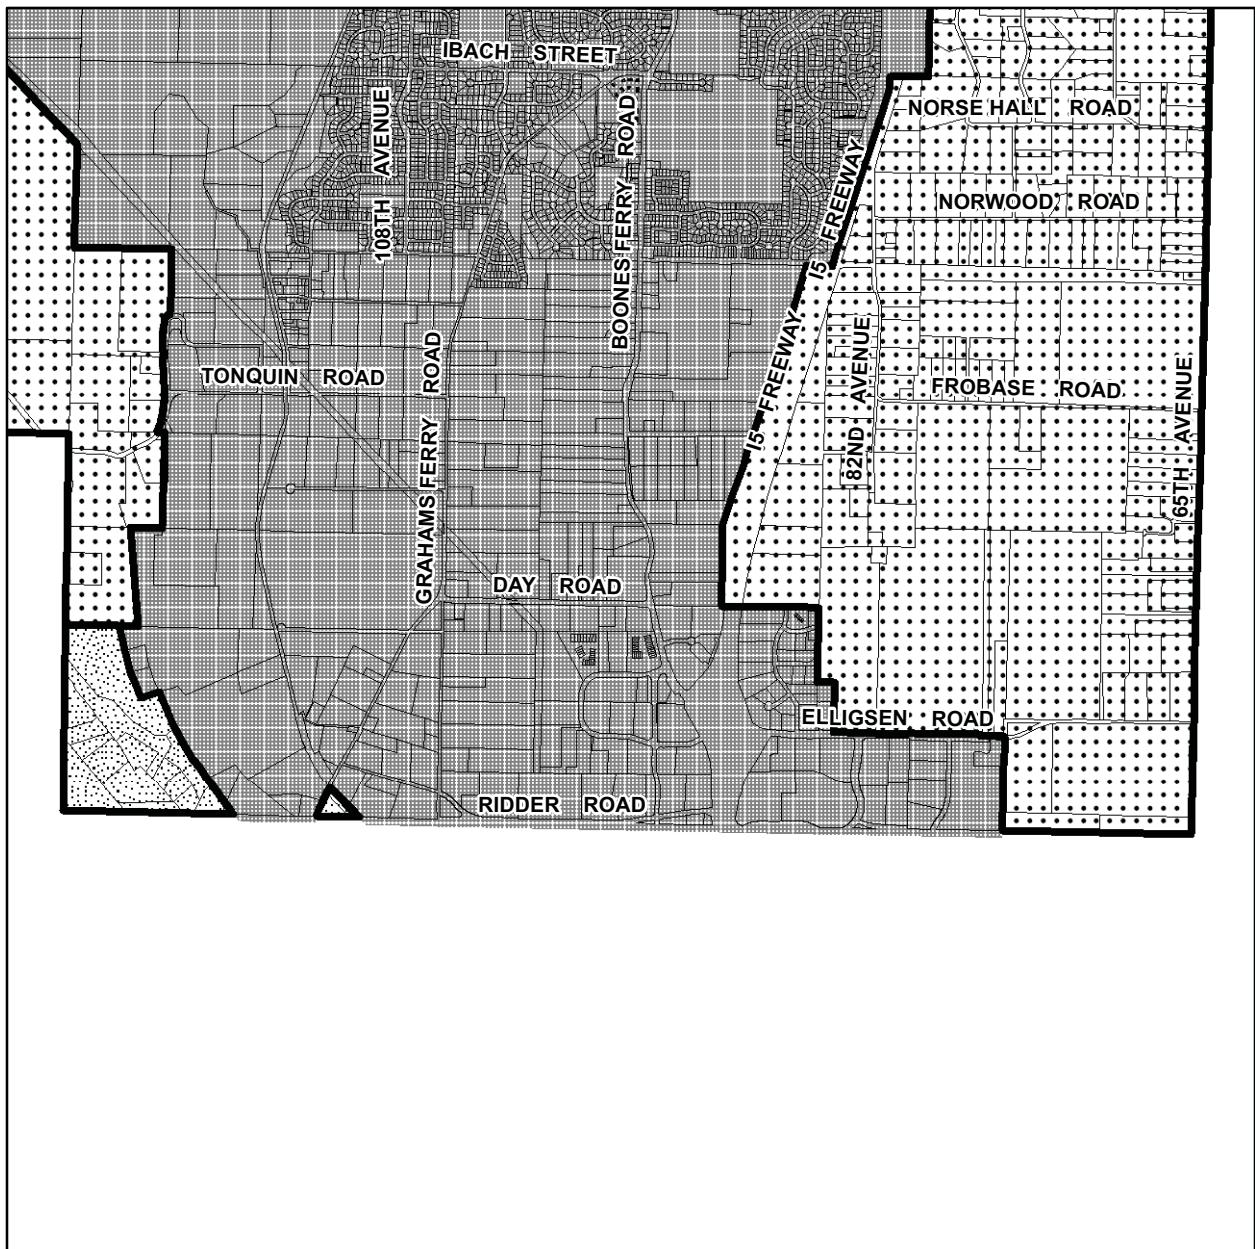 IBACH STREET
108TH AVENUE
BOONES FERRY ROAD
NORSE HALL ROAD
I5 FREEWAY
NORWOOD ROAD
I5 FREEWAY
82ND AVENUE
TONQUIN ROAD
GRAHAMS FERRY ROAD
FROBASE ROAD
65TH AVENUE
DAY ROAD
ELLIGSEN ROAD
RIDDER ROAD